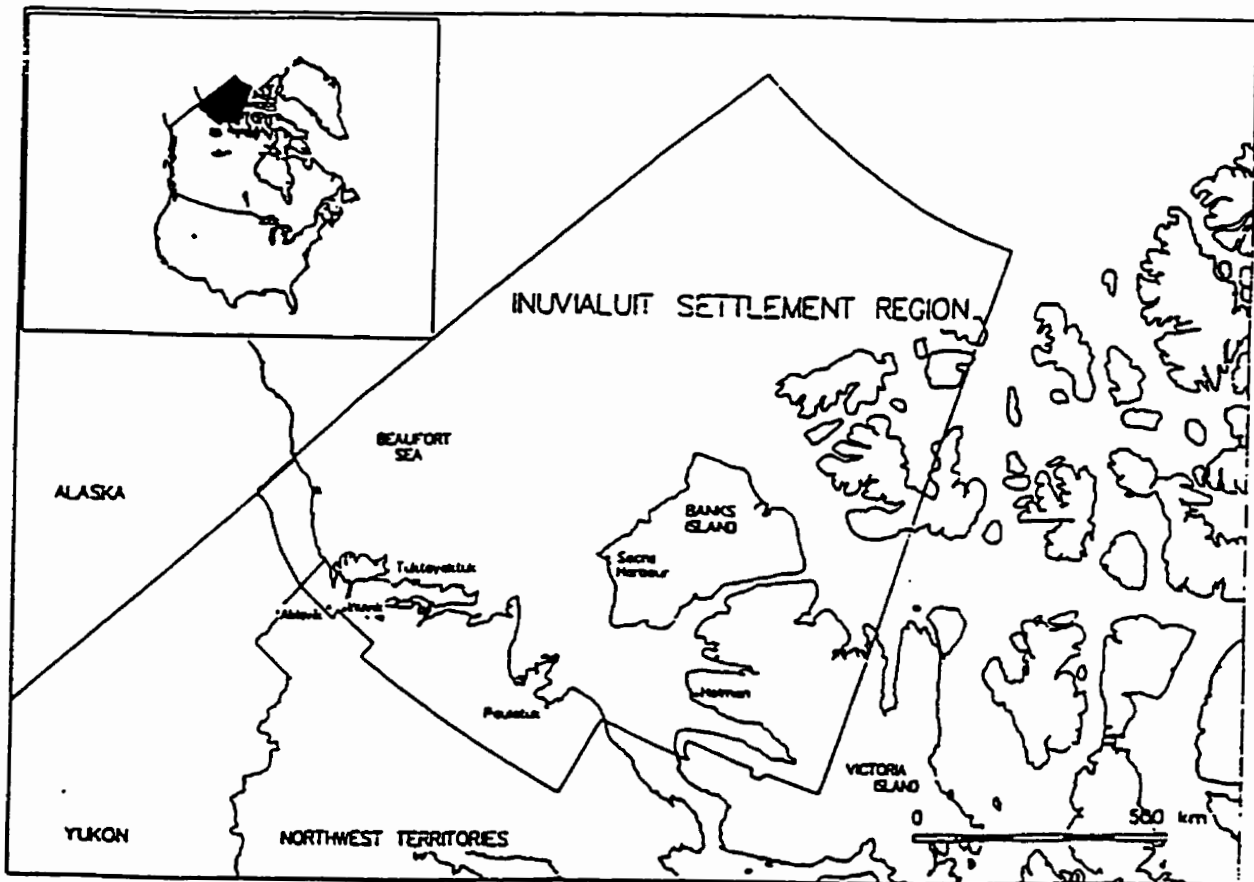 INUVIALUIT SETTLEMENT REGION
BEAUFORT
SEA
ALASKA
BANKS
ISLAND
Sachs
Harbour
Tuktoyaktuk
Aklavik
Inuvik
Holman
Paulatuk
VICTORIA
ISLAND
0 500 km
YUKON
NORTHWEST TERRITORIES